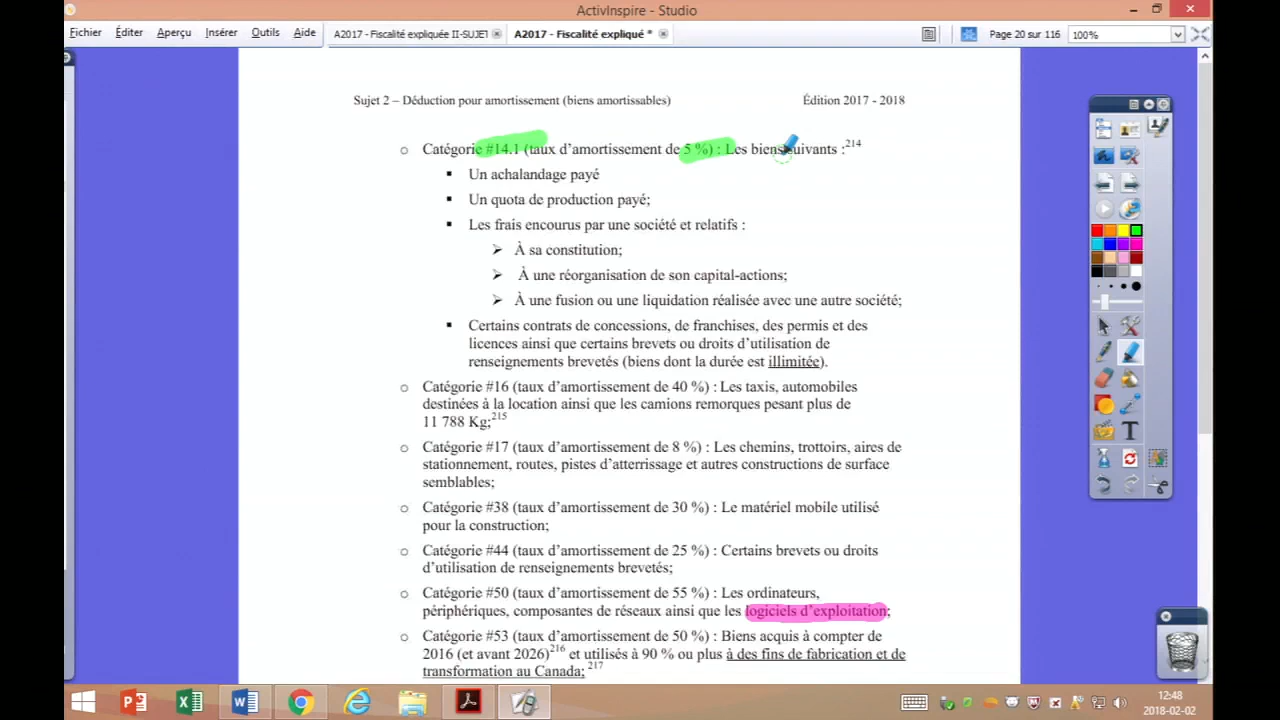 ActivInspire - Studio
Fichier Éditer Aperçu Insérer Outils Aide
A2017 - Fiscalité expliquée II-SUJET
A2017 - Fiscalité expliqué *
Page 20 sur 116
100%
Sujet 2 – Déduction pour amortissement (biens amortissables) Édition 2017 - 2018
o Catégorie #14.1 (taux d’amortissement de 5 %) : Les biens suivants :214
▪ Un achalandage payé
▪ Un quota de production payé;
▪ Les frais encourus par une société et relatifs :
➢ À sa constitution;
➢ À une réorganisation de son capital-actions;
➢ À une fusion ou une liquidation réalisée avec une autre société;
▪ Certains contrats de concessions, de franchises, des permis et des
licences ainsi que certains brevets ou droits d’utilisation de
renseignements brevetés (biens dont la durée est illimitée).
o Catégorie #16 (taux d’amortissement de 40 %) : Les taxis, automobiles
destinées à la location ainsi que les camions remorques pesant plus de
11 788 Kg;215
o Catégorie #17 (taux d’amortissement de 8 %) : Les chemins, trottoirs, aires de
stationnement, routes, pistes d’atterrissage et autres constructions de surface
semblables;
o Catégorie #38 (taux d’amortissement de 30 %) : Le matériel mobile utilisé
pour la construction;
o Catégorie #44 (taux d’amortissement de 25 %) : Certains brevets ou droits
d’utilisation de renseignements brevetés;
o Catégorie #50 (taux d’amortissement de 55 %) : Les ordinateurs,
périphériques, composantes de réseaux ainsi que les logiciels d’exploitation;
o Catégorie #53 (taux d’amortissement de 50 %) : Biens acquis à compter de
2016 (et avant 2026)216 et utilisés à 90 % ou plus à des fins de fabrication et de
transformation au Canada;217
12:48
2018-02-02